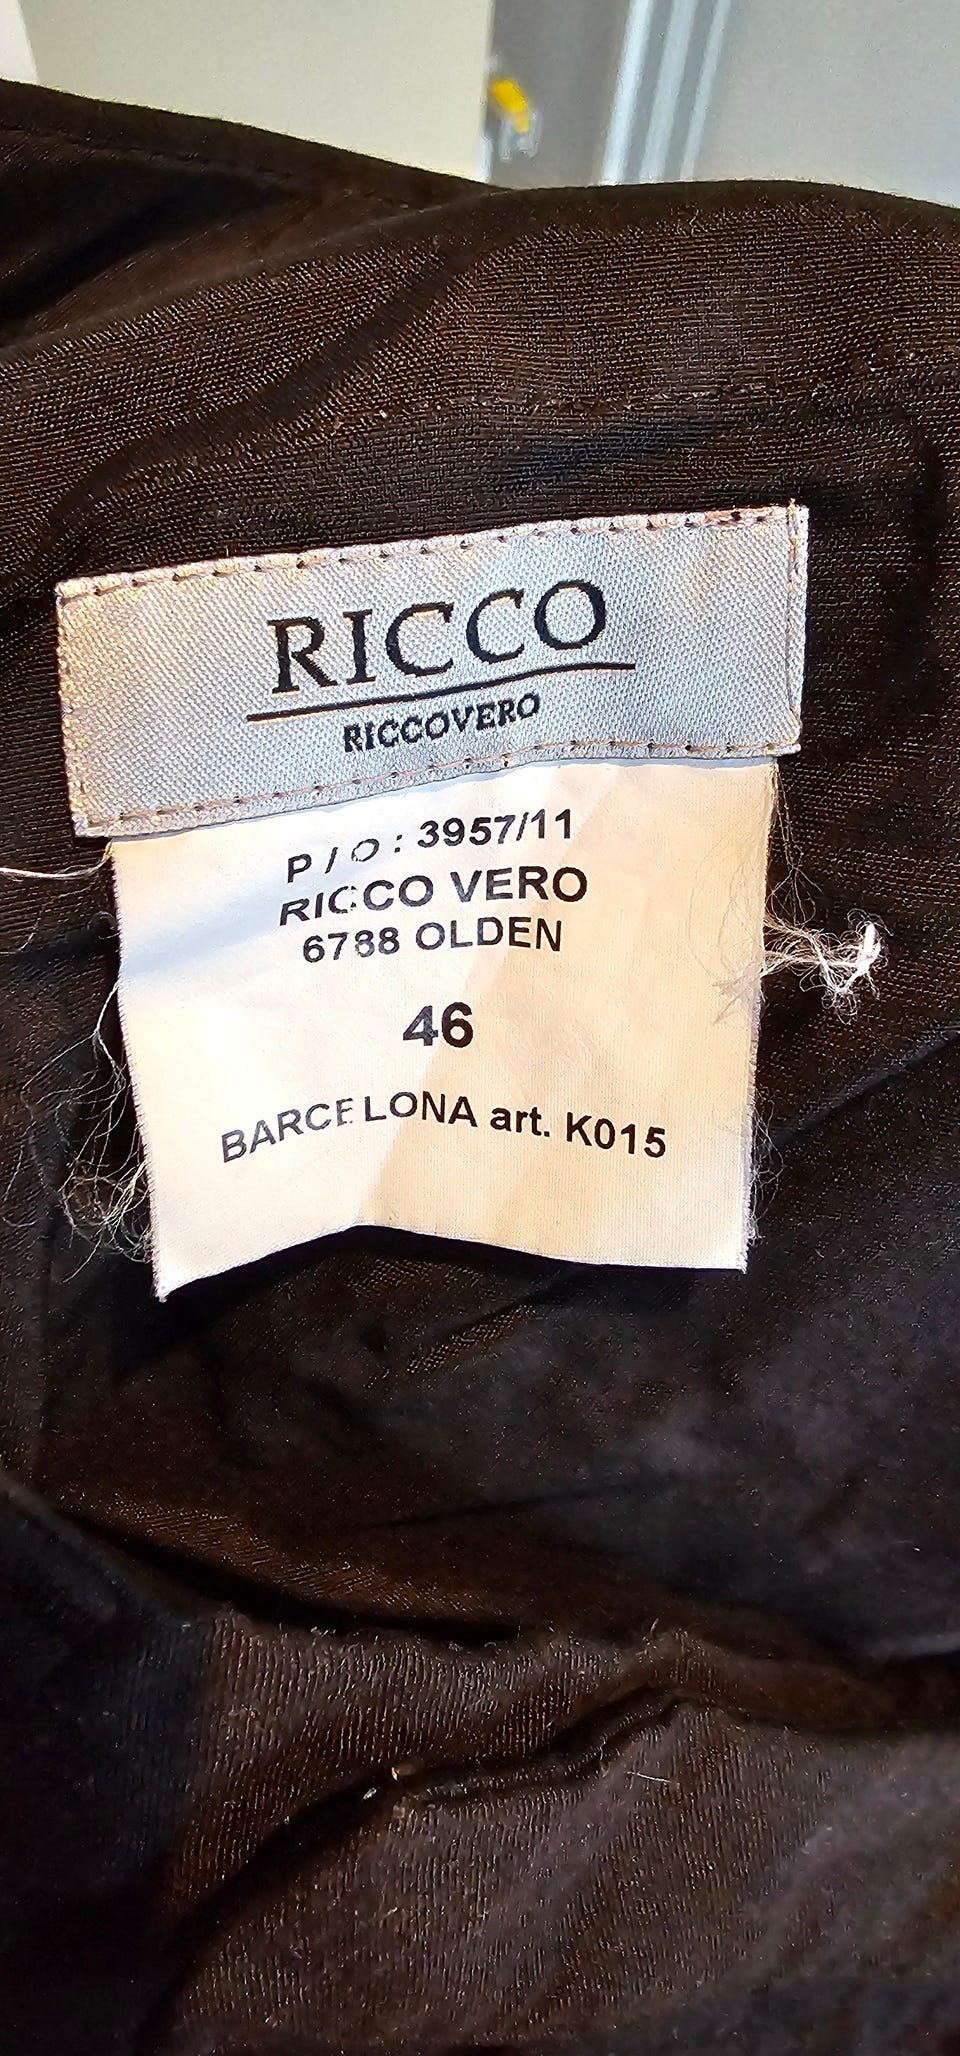 RICCO
RICCOVERO
P/O: 3957/11
RICCO VERO
6788 OLDEN
46
BARCELONA art. K015